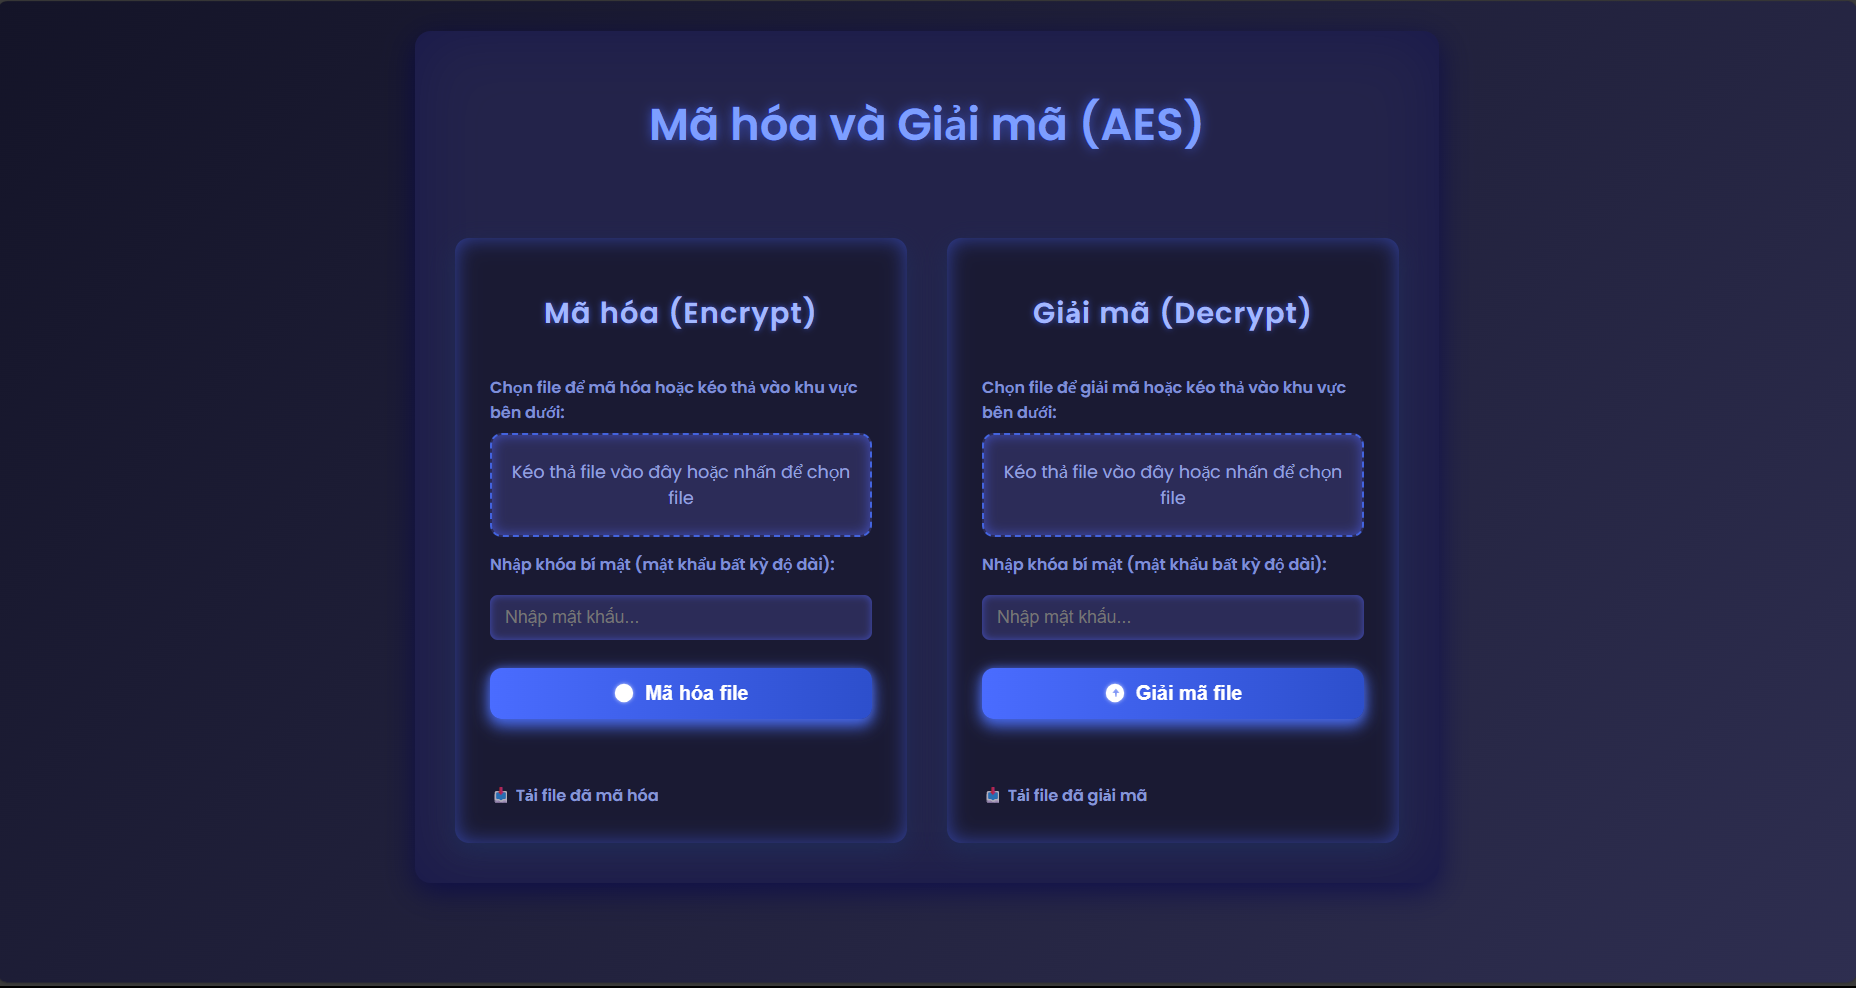 Mã hóa và Giải mã (AES)
Mã hóa (Encrypt)
Chọn file để mã hóa hoặc kéo thả vào khu vực
bên dưới:
Kéo thả file vào đây hoặc nhấn để chọn
file
Nhập khóa bí mật (mật khẩu bất kỳ độ dài):
Nhập mật khẩu...
Mã hóa file
Tải file đã mã hóa
Giải mã (Decrypt)
Chọn file để giải mã hoặc kéo thả vào khu vực
bên dưới:
Kéo thả file vào đây hoặc nhấn để chọn
file
Nhập khóa bí mật (mật khẩu bất kỳ độ dài):
Nhập mật khẩu...
Giải mã file
Tải file đã giải mã